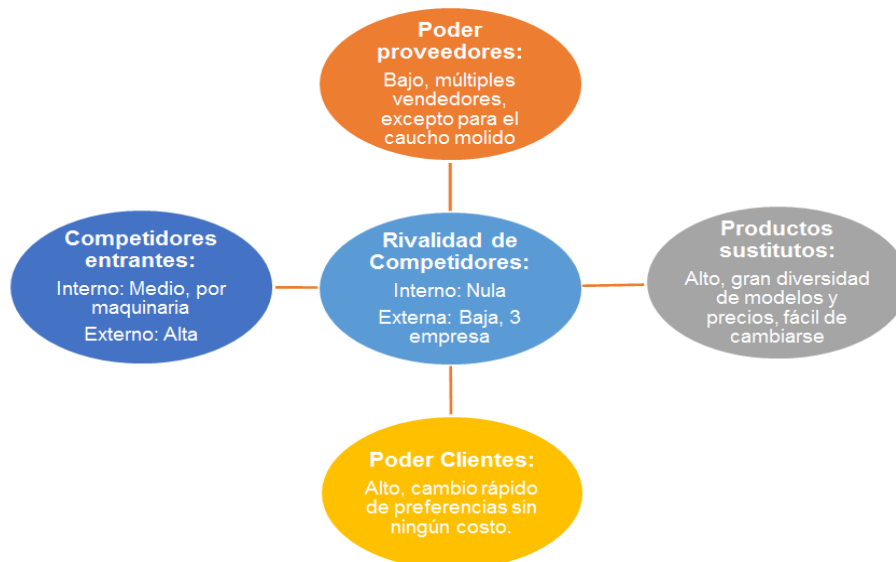 Poder
proveedores:
Bajo, múltiples
vendedores,
excepto para el
caucho molido
Competidores
entrantes:
Interno: Medio, por
maquinaria
Externo: Alta
Rivalidad de
Competidores:
Interno: Nula
Externa: Baja, 3
empresa
Productos
sustitutos:
Alto, gran diversidad
de modelos y
precios, fácil de
cambiarse
Poder Clientes:
Alto, cambio rápido
de preferencias sin
ningún costo.